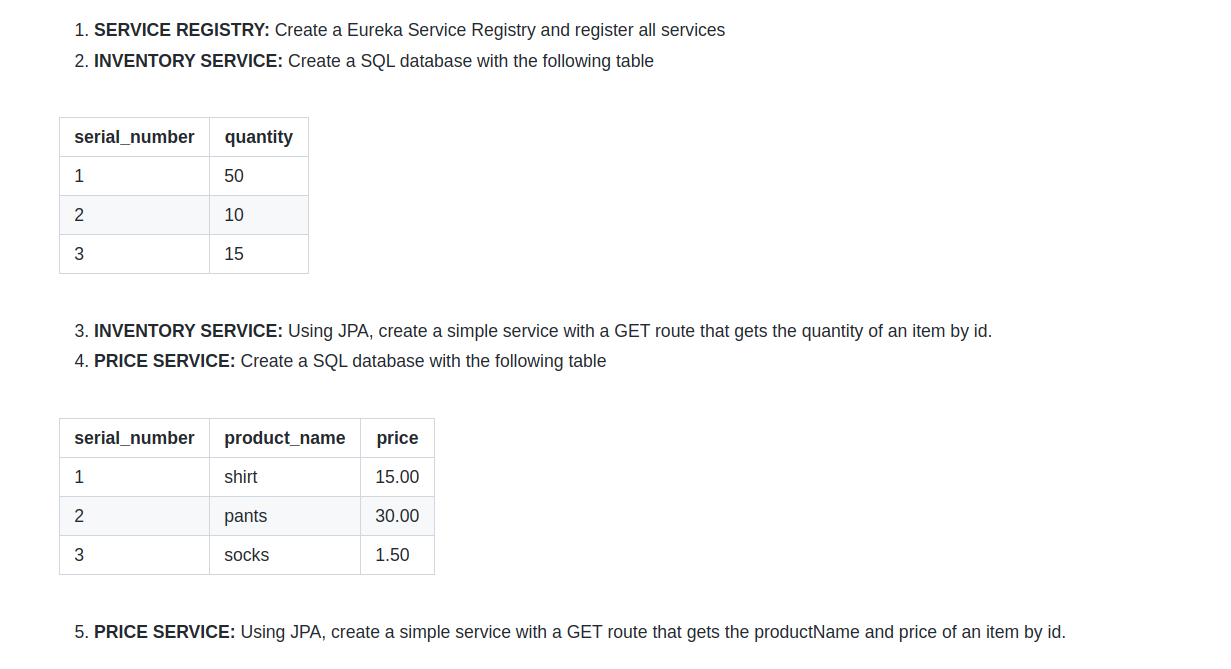 1. SERVICE REGISTRY: Create a Eureka Service Registry and register all services
2. INVENTORY SERVICE: Create a SQL database with the following table
serial_number quantity
1 50
2 10
3 15
3. INVENTORY SERVICE: Using JPA, create a simple service with a GET route that gets the quantity of an item by id.
4. PRICE SERVICE: Create a SQL database with the following table
serial_number product_name price
1 shirt 15.00
2 pants 30.00
3 socks 1.50
5. PRICE SERVICE: Using JPA, create a simple service with a GET route that gets the productName and price of an item by id.